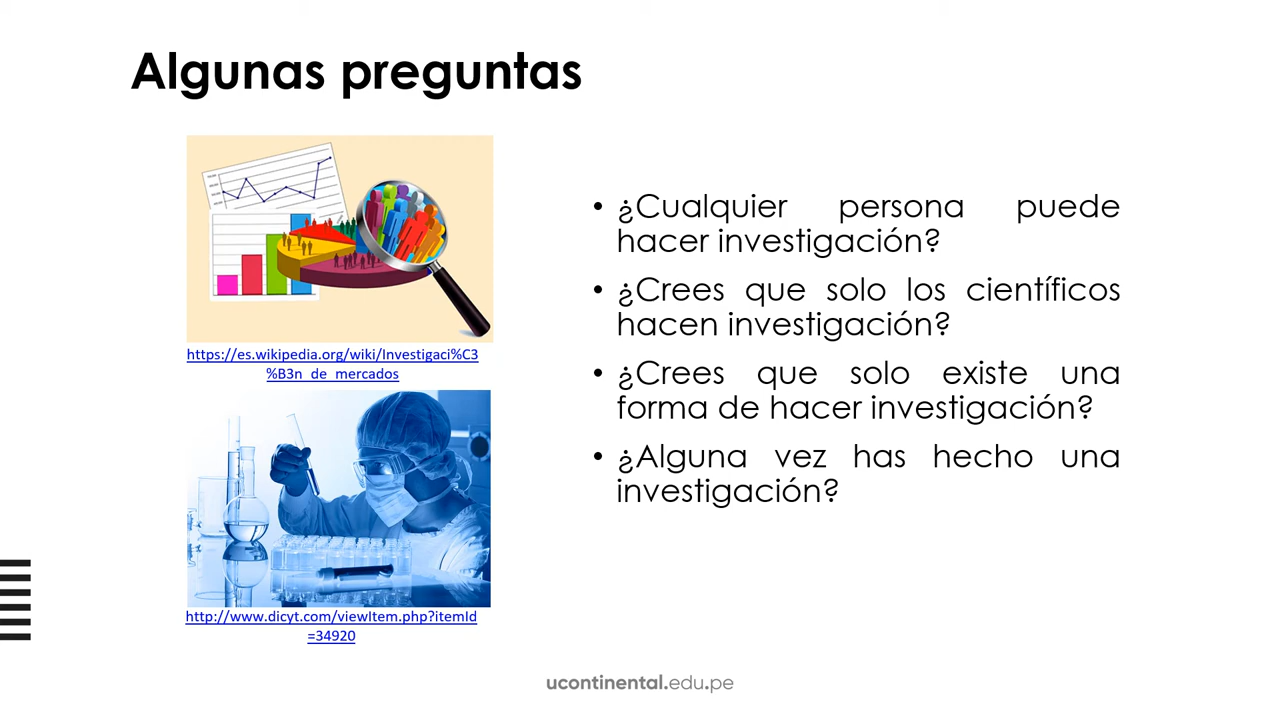 Algunas preguntas
https://es.wikipedia.org/wiki/Investigaci%C3
%B3n_de_mercados
http://www.dicyt.com/viewItem.php?itemId
=34920
• ¿Cualquier persona puede
hacer investigación?
• ¿Crees que solo los científicos
hacen investigación?
• ¿Crees que solo existe una
forma de hacer investigación?
• ¿Alguna vez has hecho una
investigación?
ucontinental.edu.pe